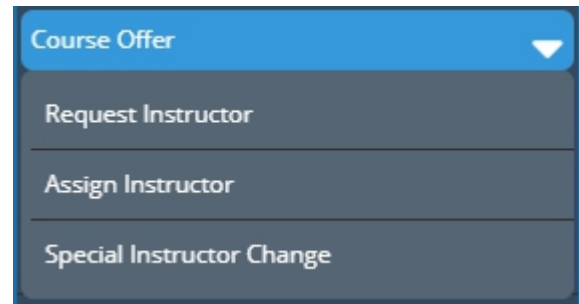 Course Offer
Request Instructor
Assign Instructor
Special Instructor Change